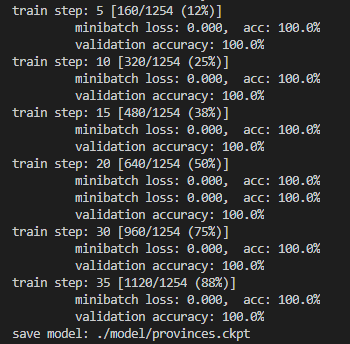 train step: 5 [160/1254 (12%)]
minibatch loss: 0.000, acc: 100.0%
validation accuracy: 100.0%
train step: 10 [320/1254 (25%)]
minibatch loss: 0.000, acc: 100.0%
validation accuracy: 100.0%
train step: 15 [480/1254 (38%)]
minibatch loss: 0.000, acc: 100.0%
validation accuracy: 100.0%
train step: 20 [640/1254 (50%)]
minibatch loss: 0.000, acc: 100.0%
minibatch loss: 0.000, acc: 100.0%
validation accuracy: 100.0%
train step: 30 [960/1254 (75%)]
minibatch loss: 0.000, acc: 100.0%
validation accuracy: 100.0%
train step: 35 [1120/1254 (88%)]
minibatch loss: 0.000, acc: 100.0%
validation accuracy: 100.0%
save model: ./model/provinces.ckpt